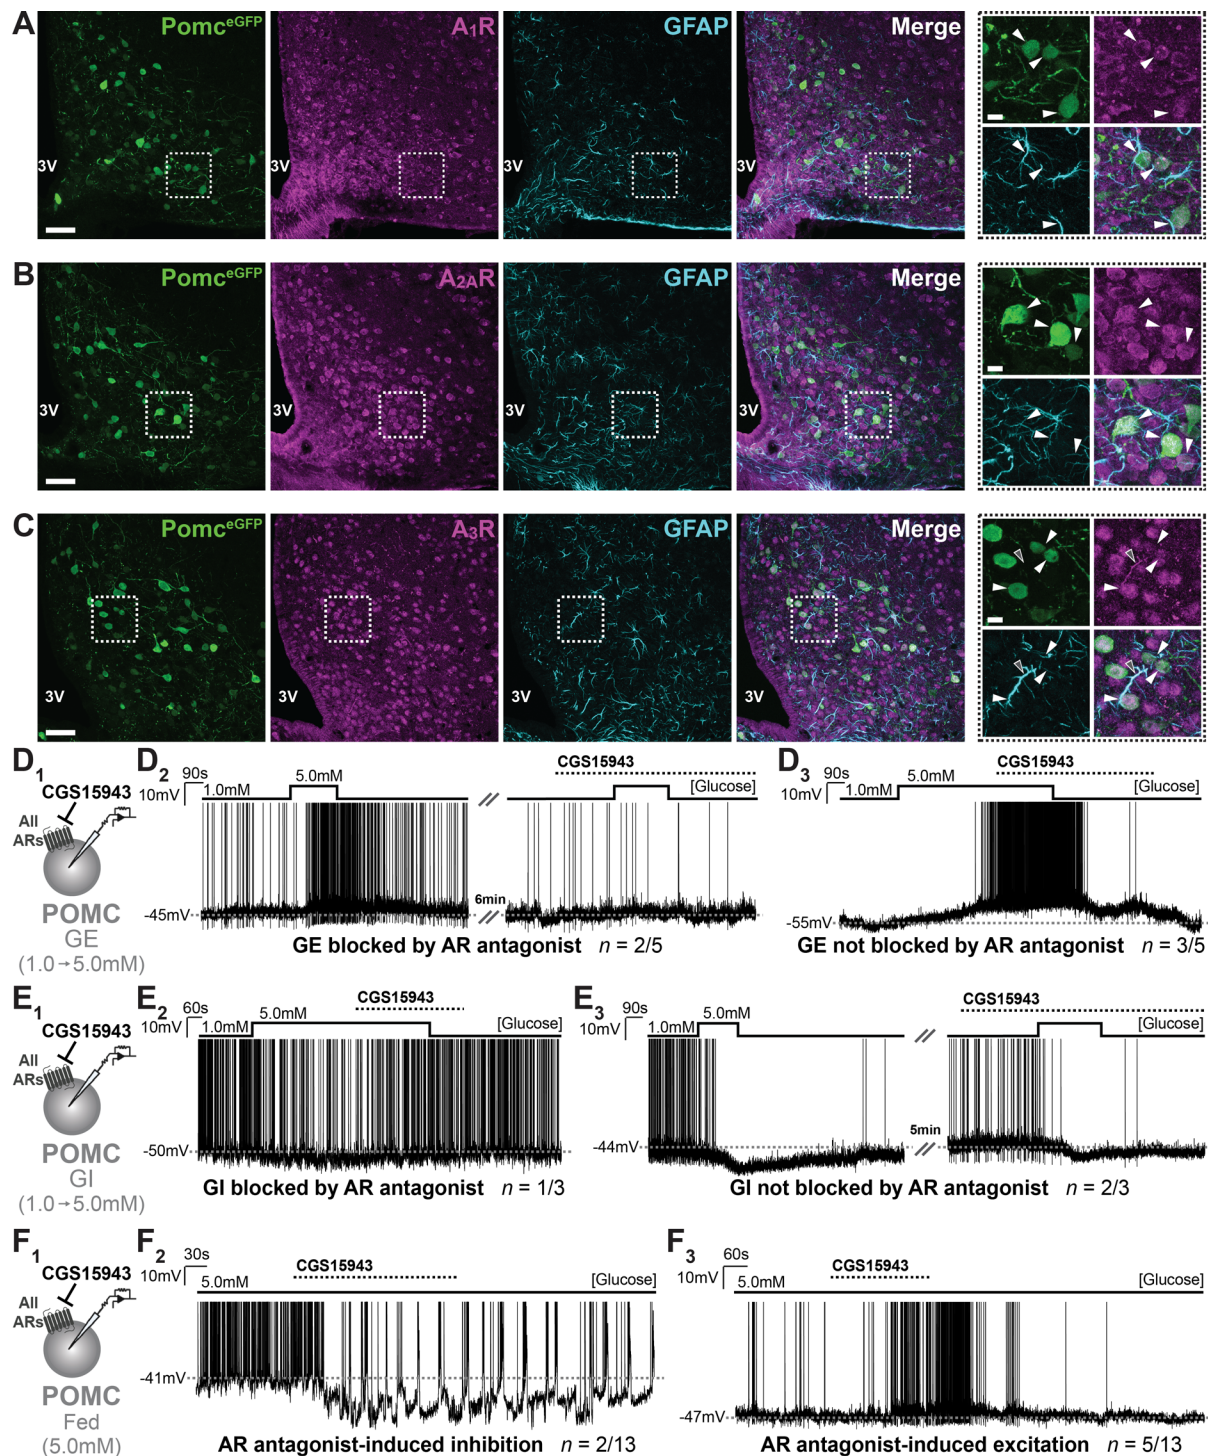 A
Pomc^eGFP
A₁R
GFAP
Merge
3V
B
Pomc^eGFP
A₂ₐR
GFAP
Merge
3V
3V
C
Pomc^eGFP
A₃R
GFAP
Merge
3V
3V
D₁
CGS15943
All
ARs
POMC
GE
(1.0→5.0mM)
D₂
90s
10mV
1.0mM
5.0mM
CGS15943
[Glucose]
-45mV
6min
GE blocked by AR antagonist n = 2/5
D₃
90s
10mV
1.0mM
5.0mM
CGS15943
[Glucose]
-55mV
GE not blocked by AR antagonist n = 3/5
E₁
CGS15943
All
ARs
POMC
GI
(1.0→5.0mM)
E₂
60s
10mV
1.0mM
5.0mM
CGS15943
[Glucose]
-50mV
GI blocked by AR antagonist n = 1/3
E₃
90s
10mV
1.0mM
5.0mM
CGS15943
[Glucose]
-44mV
5min
GI not blocked by AR antagonist n = 2/3
F₁
CGS15943
All
ARs
POMC
Fed
(5.0mM)
F₂
30s
10mV
5.0mM
CGS15943
[Glucose]
-41mV
AR antagonist-induced inhibition n = 2/13
F₃
60s
10mV
5.0mM
CGS15943
[Glucose]
-47mV
AR antagonist-induced excitation n = 5/13